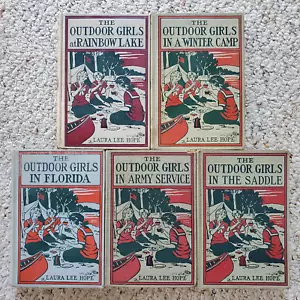 THE
OUTDOOR GIRLS
at RAINBOW LAKE
LAURA LEE HOPE
THE
OUTDOOR GIRLS
IN A WINTER CAMP
LAURA LEE HOPE
THE
OUTDOOR GIRLS
IN FLORIDA
LAURA LEE HOPE
THE
OUTDOOR GIRLS
IN ARMY SERVICE
LAURA LEE HOPE
THE
OUTDOOR GIRLS
IN THE SADDLE
LAURA LEE HOPE